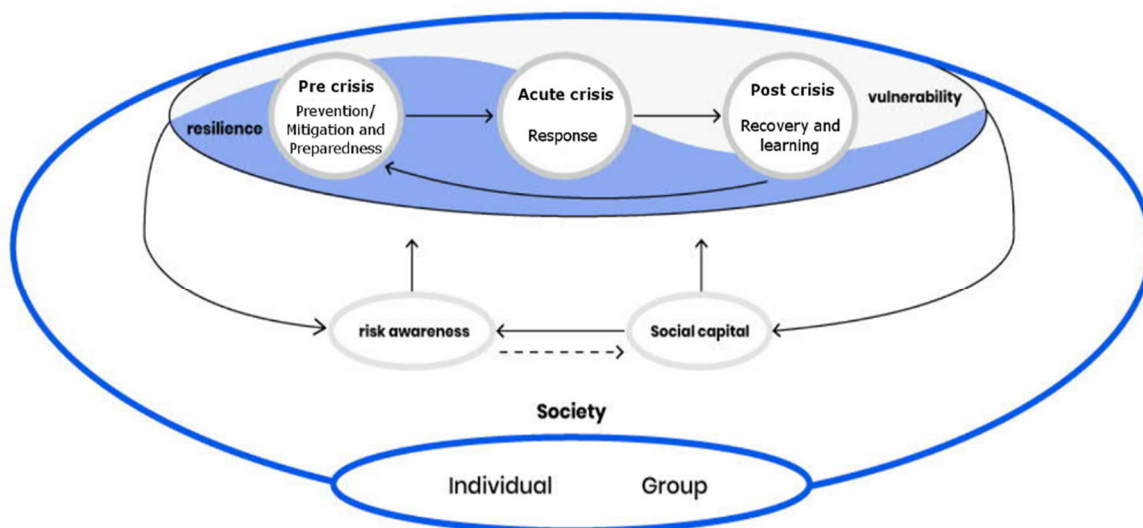 Pre crisis
Prevention/
Mitigation and
Preparedness
Acute crisis
Response
Post crisis
Recovery and
learning
resilience
vulnerability
risk awareness
Social capital
Society
Individual
Group